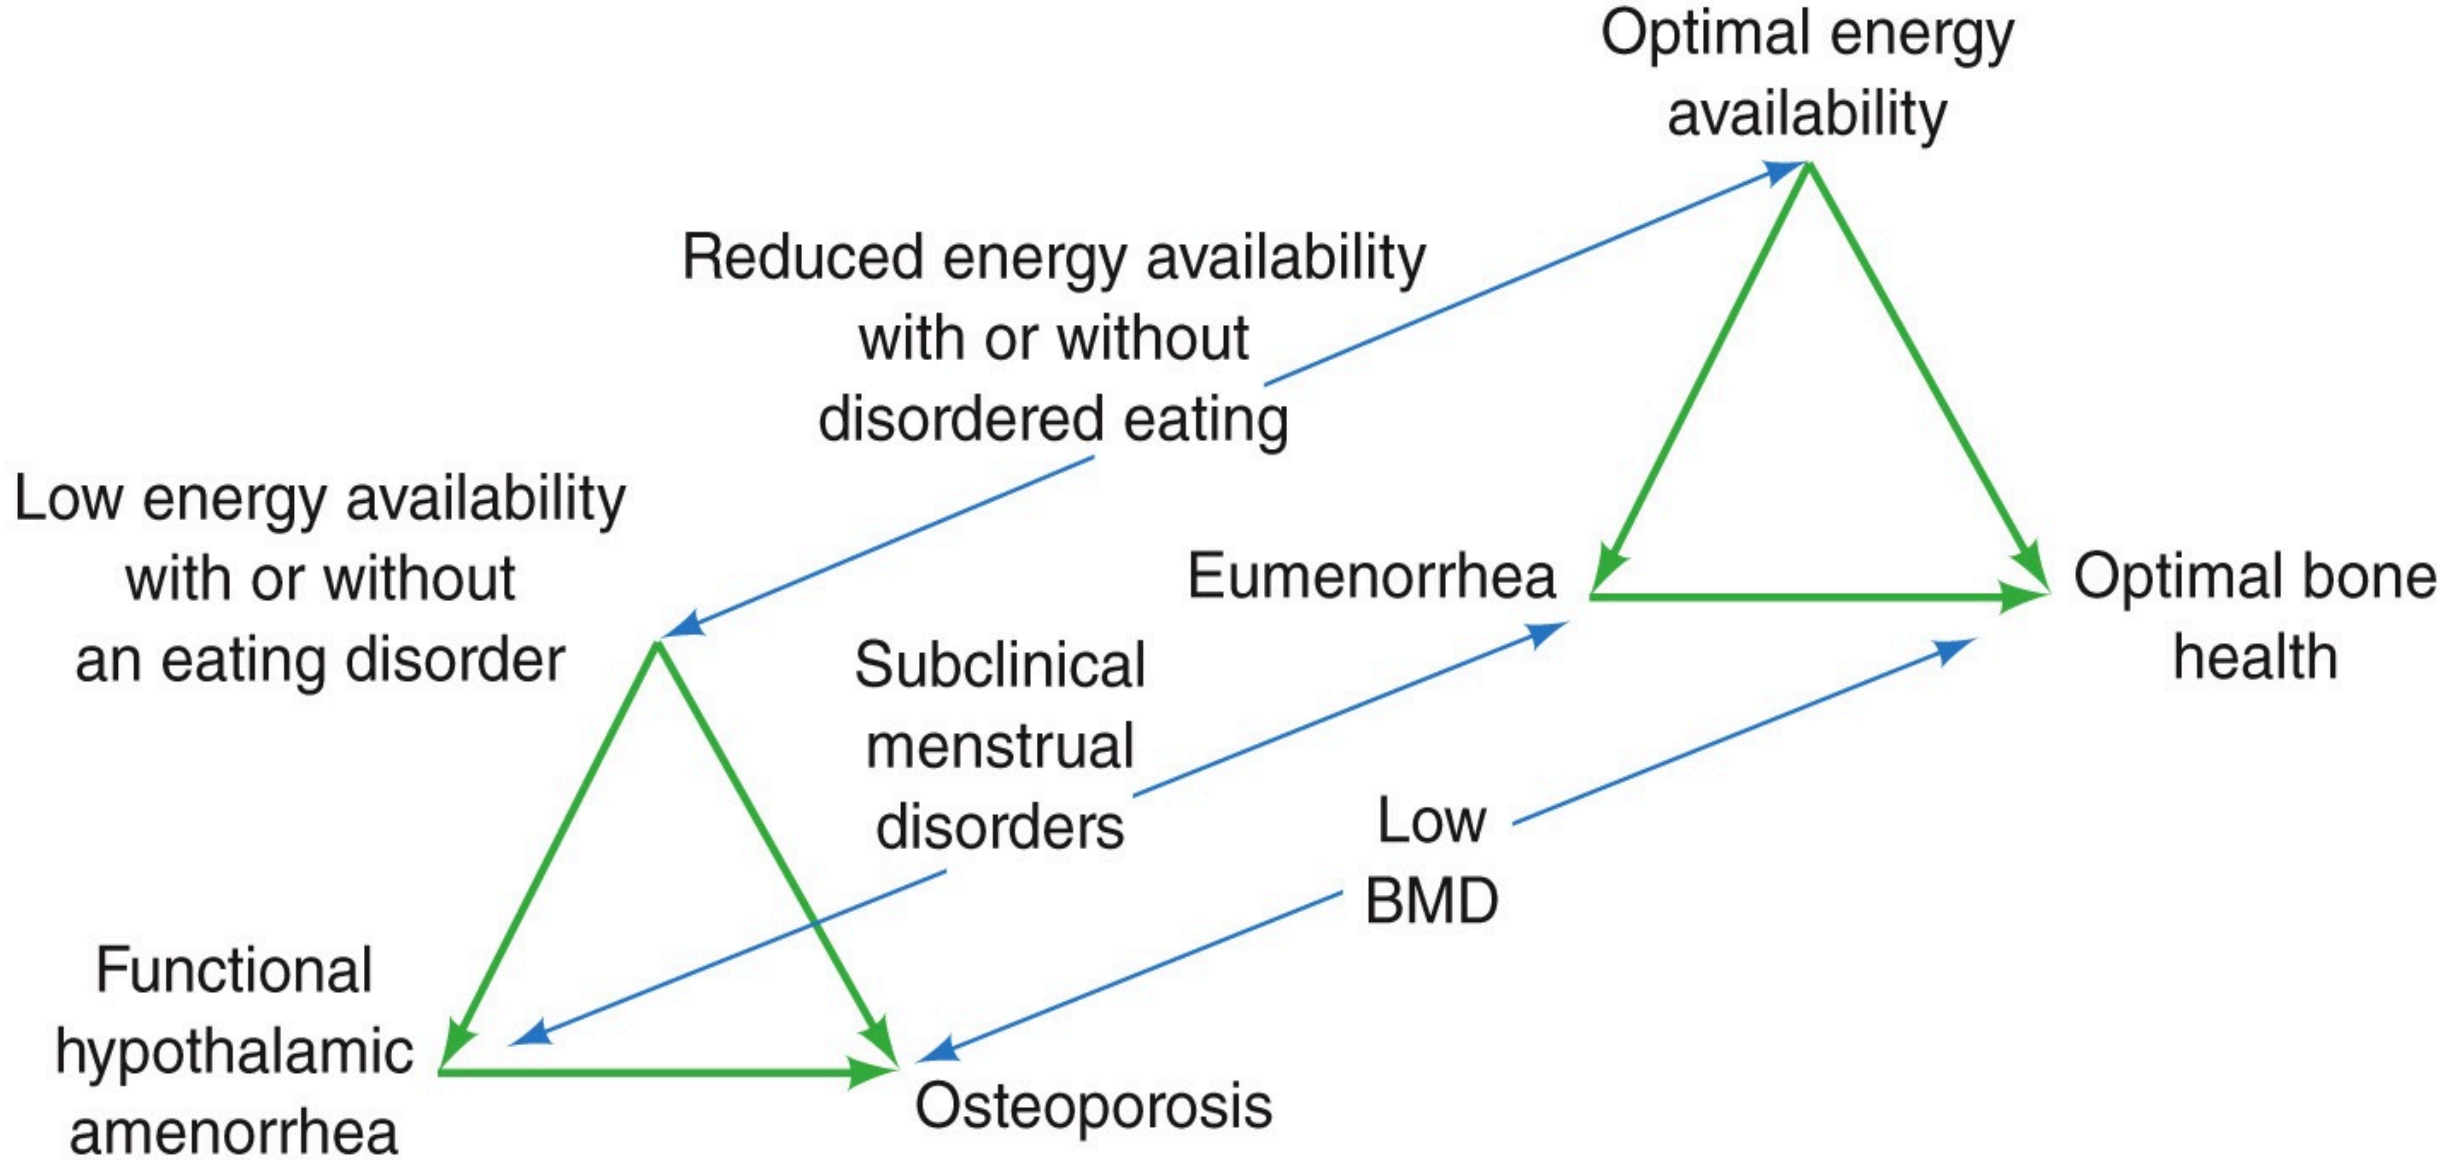 Optimal energy
availability
Reduced energy availability
with or without
disordered eating
Low energy availability
with or without
an eating disorder
Eumenorrhea
Optimal bone
health
Subclinical
menstrual
disorders
Low
BMD
Functional
hypothalamic
amenorrhea
Osteoporosis